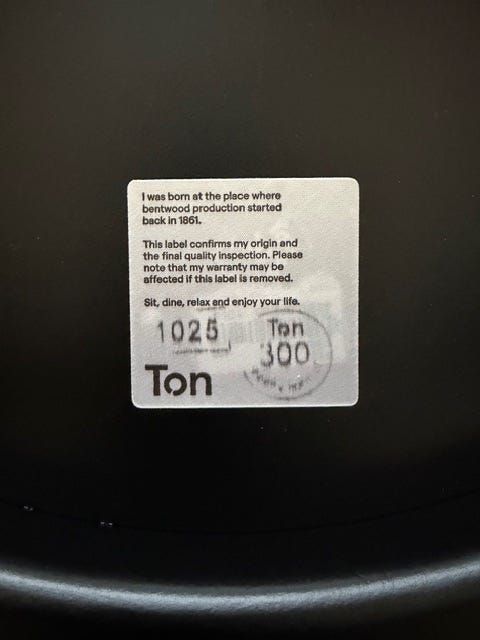 I was born at the place where
bentwood production started
back in 1861.
This label confirms my origin and
the final quality inspection. Please
note that my warranty may be
affected if this label is removed.
Sit, dine, relax and enjoy your life.
1025
Ton
300
Ton